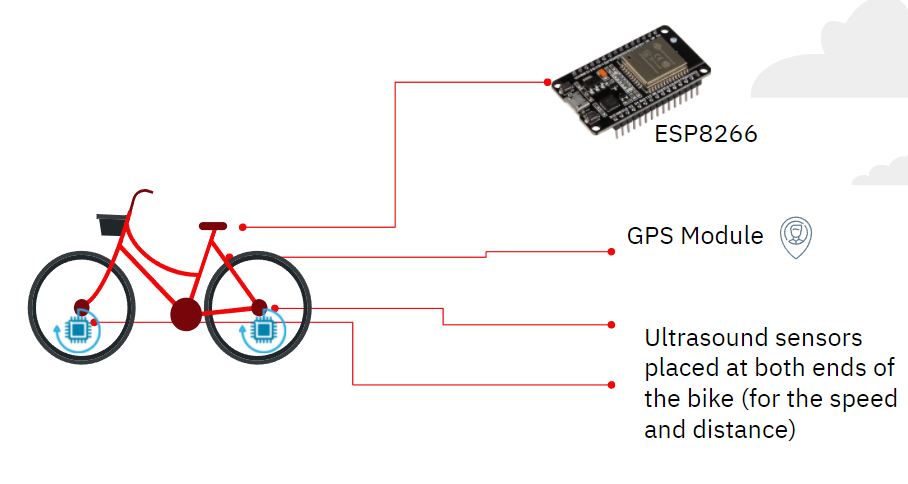 ESP8266
GPS Module
Ultrasound sensors
placed at both ends of
the bike (for the speed
and distance)